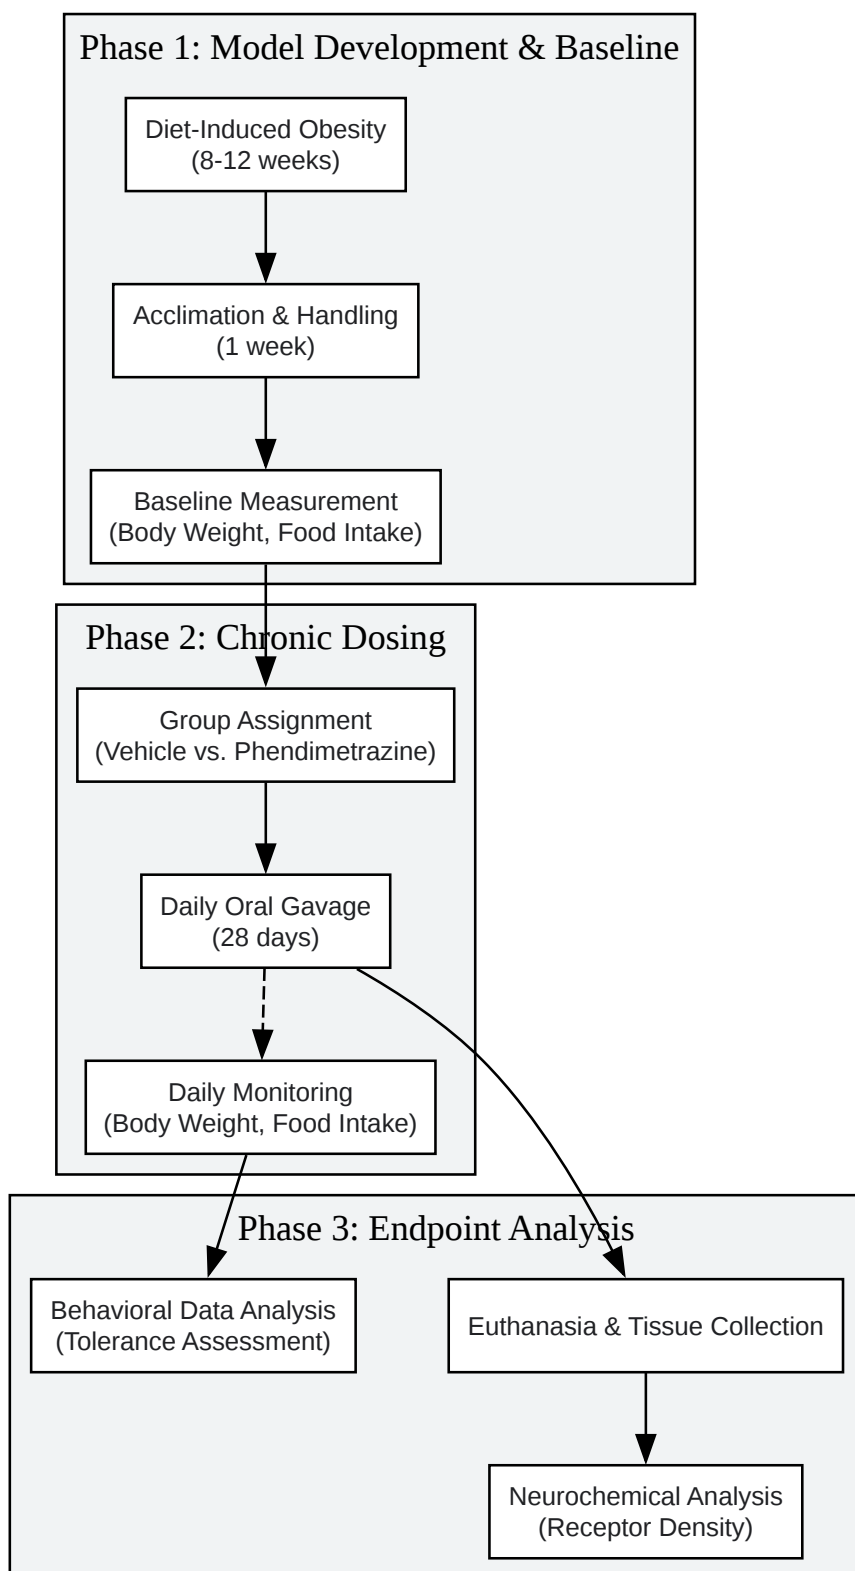 Phase 1: Model Development & Baseline
Diet-Induced Obesity
(8-12 weeks)
Acclimation & Handling
(1 week)
Baseline Measurement
(Body Weight, Food Intake)
Phase 2: Chronic Dosing
Group Assignment
(Vehicle vs. Phendimetrazine)
Daily Oral Gavage
(28 days)
Daily Monitoring
(Body Weight, Food Intake)
Phase 3: Endpoint Analysis
Behavioral Data Analysis
(Tolerance Assessment)
Euthanasia & Tissue Collection
Neurochemical Analysis
(Receptor Density)